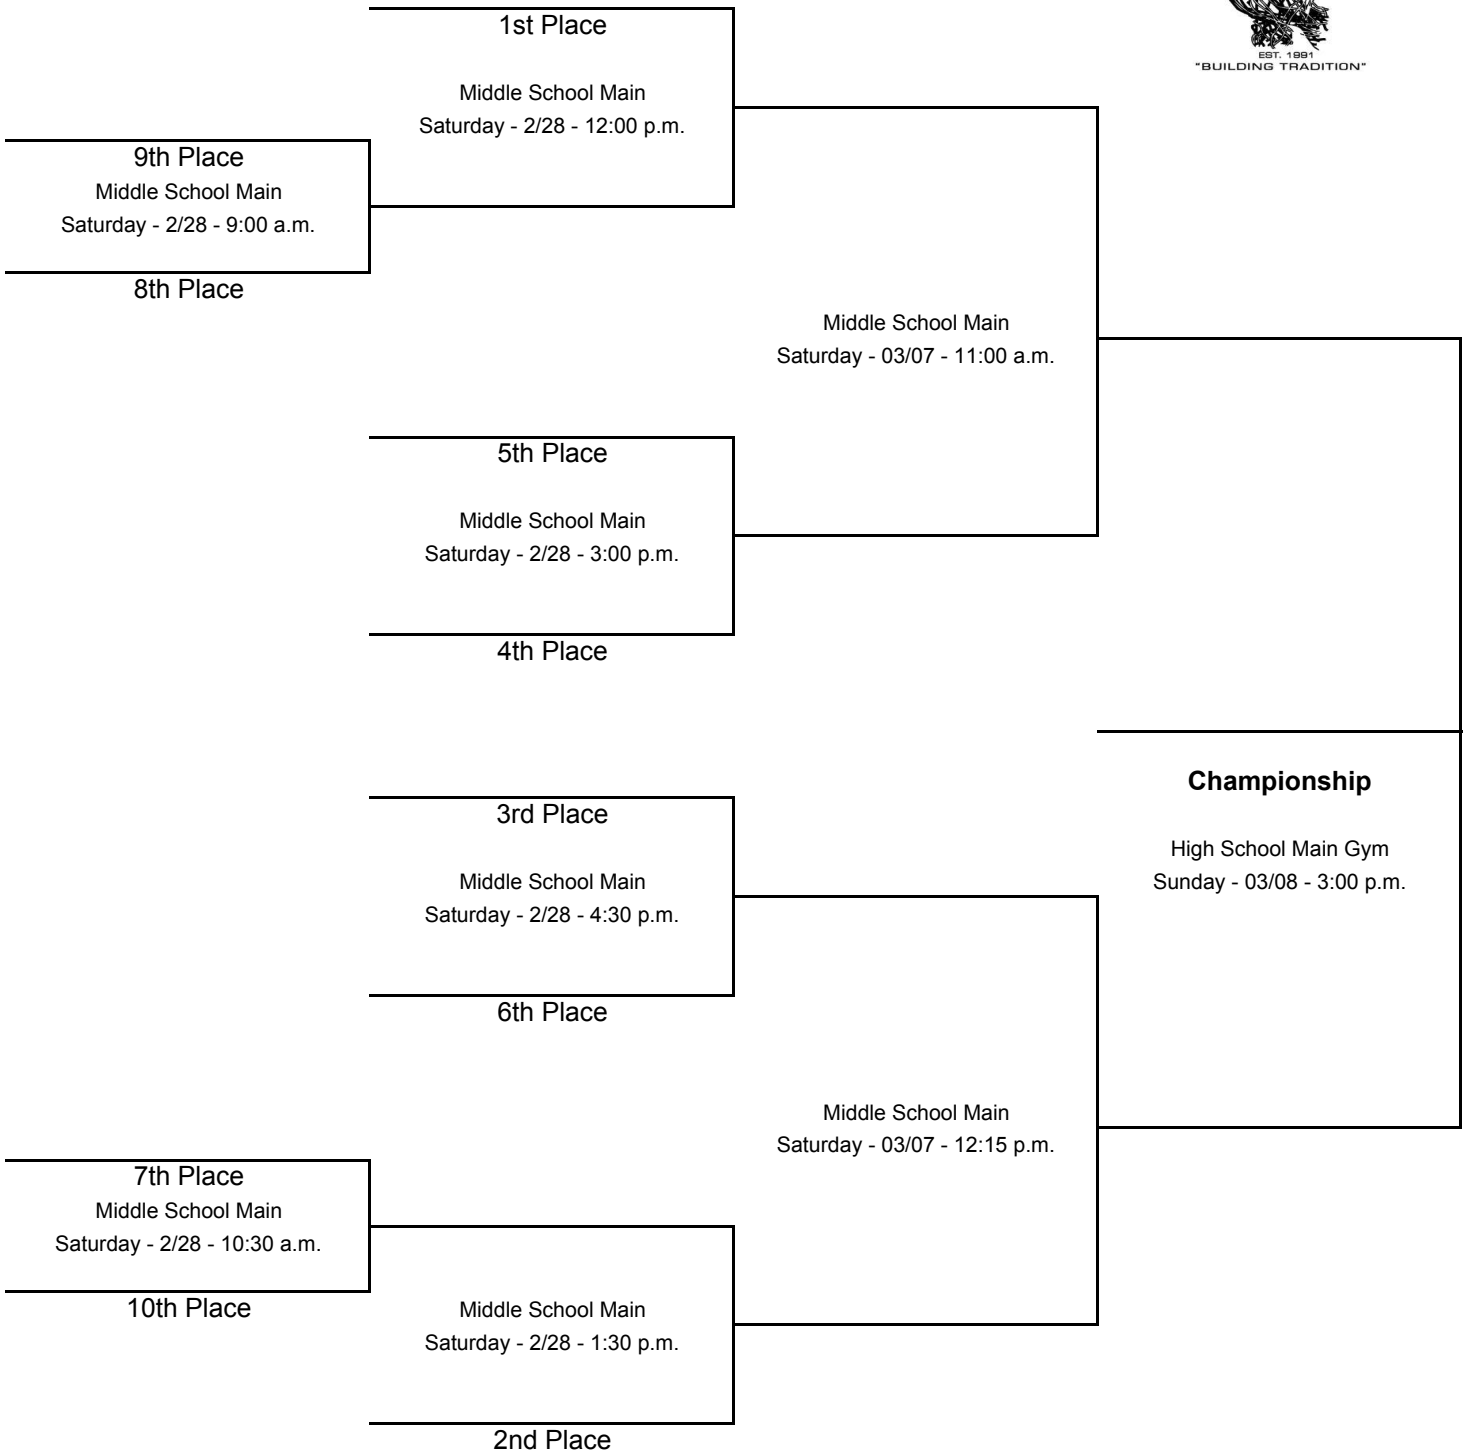 1st Place
EST. 1991
"BUILDING TRADITION"
Middle School Main
Saturday - 2/28 - 12:00 p.m.
9th Place
Middle School Main
Saturday - 2/28 - 9:00 a.m.
8th Place
Middle School Main
Saturday - 03/07 - 11:00 a.m.
5th Place
Middle School Main
Saturday - 2/28 - 3:00 p.m.
4th Place
Championship
3rd Place
High School Main Gym
Sunday - 03/08 - 3:00 p.m.
Middle School Main
Saturday - 2/28 - 4:30 p.m.
6th Place
Middle School Main
Saturday - 03/07 - 12:15 p.m.
7th Place
Middle School Main
Saturday - 2/28 - 10:30 a.m.
10th Place
Middle School Main
Saturday - 2/28 - 1:30 p.m.
2nd Place